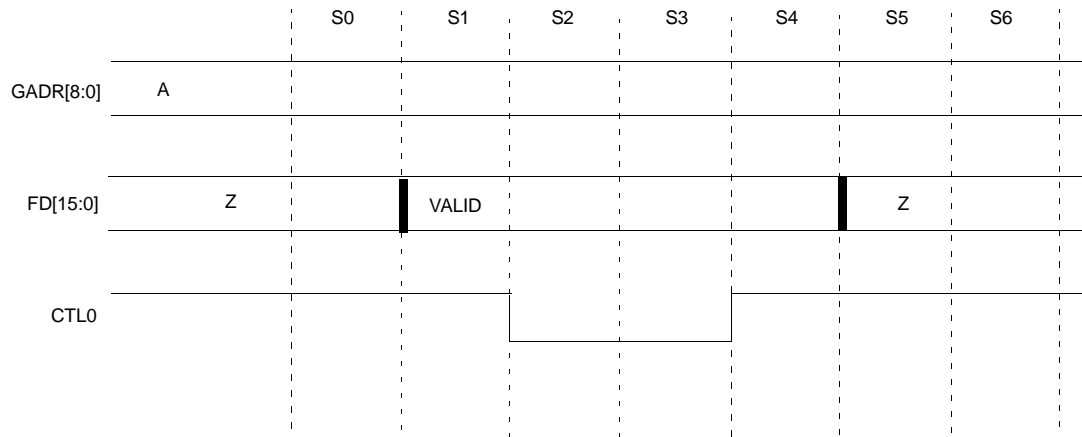 S0 S1 S2 S3 S4 S5 S6
GADR[8:0] A
FD[15:0] Z VALID Z
CTL0